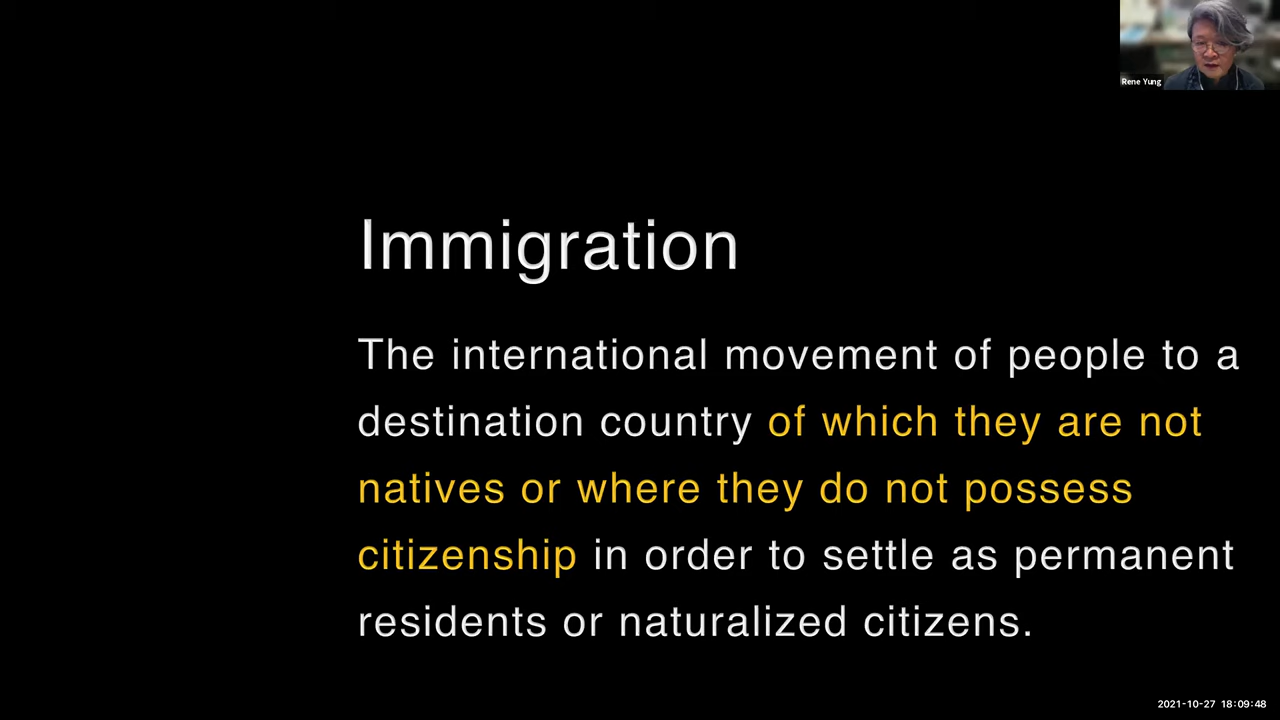 Rene Yung
Immigration
The international movement of people to a
destination country of which they are not
natives or where they do not possess
citizenship in order to settle as permanent
residents or naturalized citizens.
2021-10-27 18:09:48